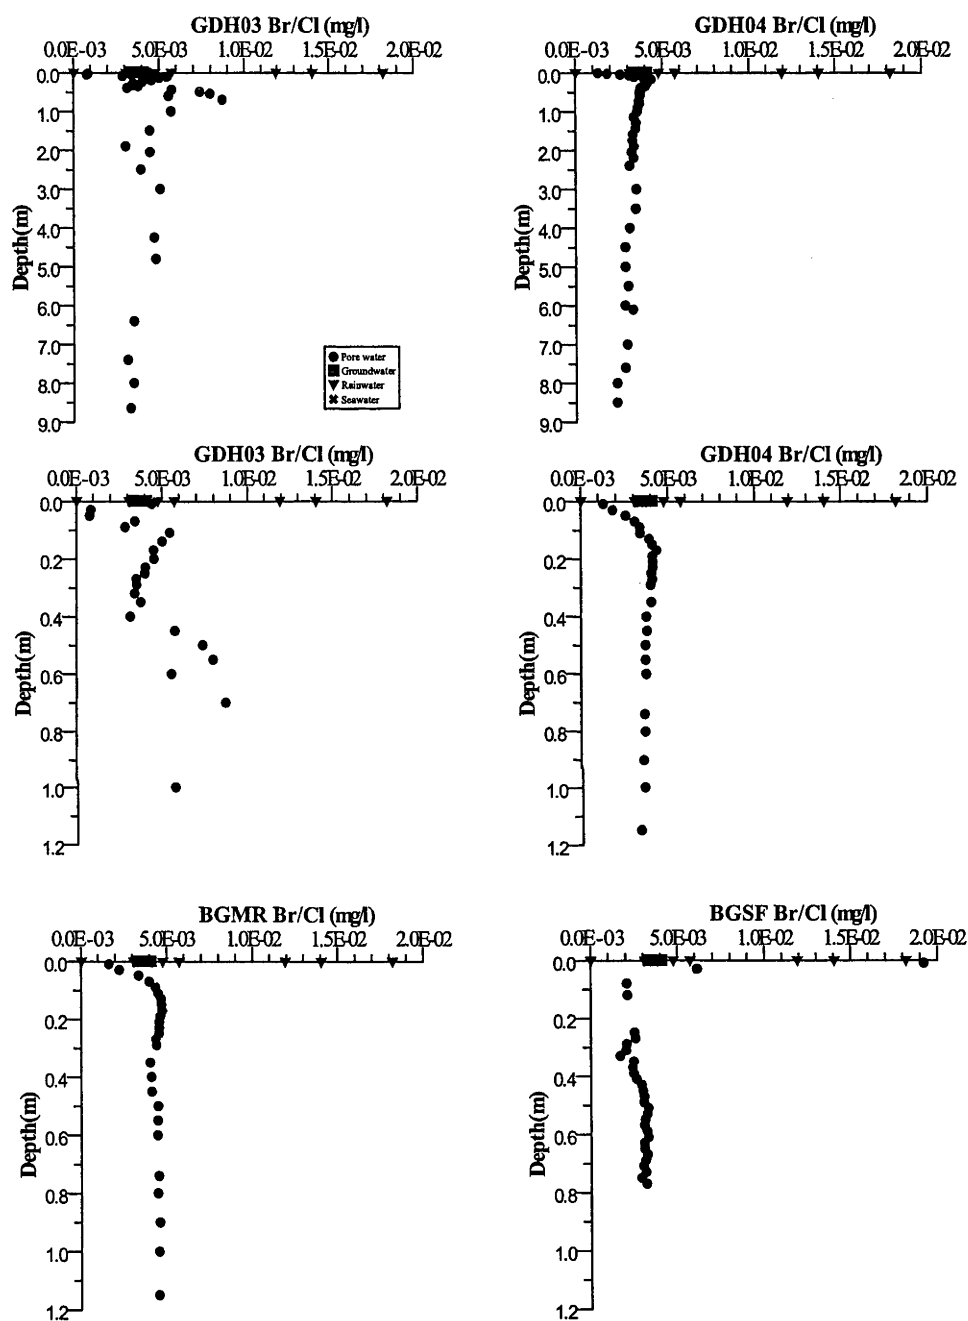 GDH03 Br/Cl (mg/l)
0.0E-03 5.0E-03 1.0E-02 1.5E-02 2.0E-02
0.0
1.0
2.0
3.0
4.0
5.0
6.0
7.0
8.0
9.0
Depth(m)
Pore water
Groundwater
Rainwater
Seawater
GDH04 Br/Cl (mg/l)
0.0E-03 5.0E-03 1.0E-02 1.5E-02 2.0E-02
0.0
1.0
2.0
3.0
4.0
5.0
6.0
7.0
8.0
9.0
Depth(m)
GDH03 Br/Cl (mg/l)
0.0E-03 5.0E-03 1.0E-02 1.5E-02 2.0E-02
0.0
0.2
0.4
0.6
0.8
1.0
1.2
Depth(m)
GDH04 Br/Cl (mg/l)
0.0E-03 5.0E-03 1.0E-02 1.5E-02 2.0E-02
0.0
0.2
0.4
0.6
0.8
1.0
1.2
Depth(m)
BGMR Br/Cl (mg/l)
0.0E-03 5.0E-03 1.0E-02 1.5E-02 2.0E-02
0.0
0.2
0.4
0.6
0.8
1.0
1.2
Depth(m)
BGSF Br/Cl (mg/l)
0.0E-03 5.0E-03 1.0E-02 1.5E-02 2.0E-02
0.0
0.2
0.4
0.6
0.8
1.0
1.2
Depth(m)